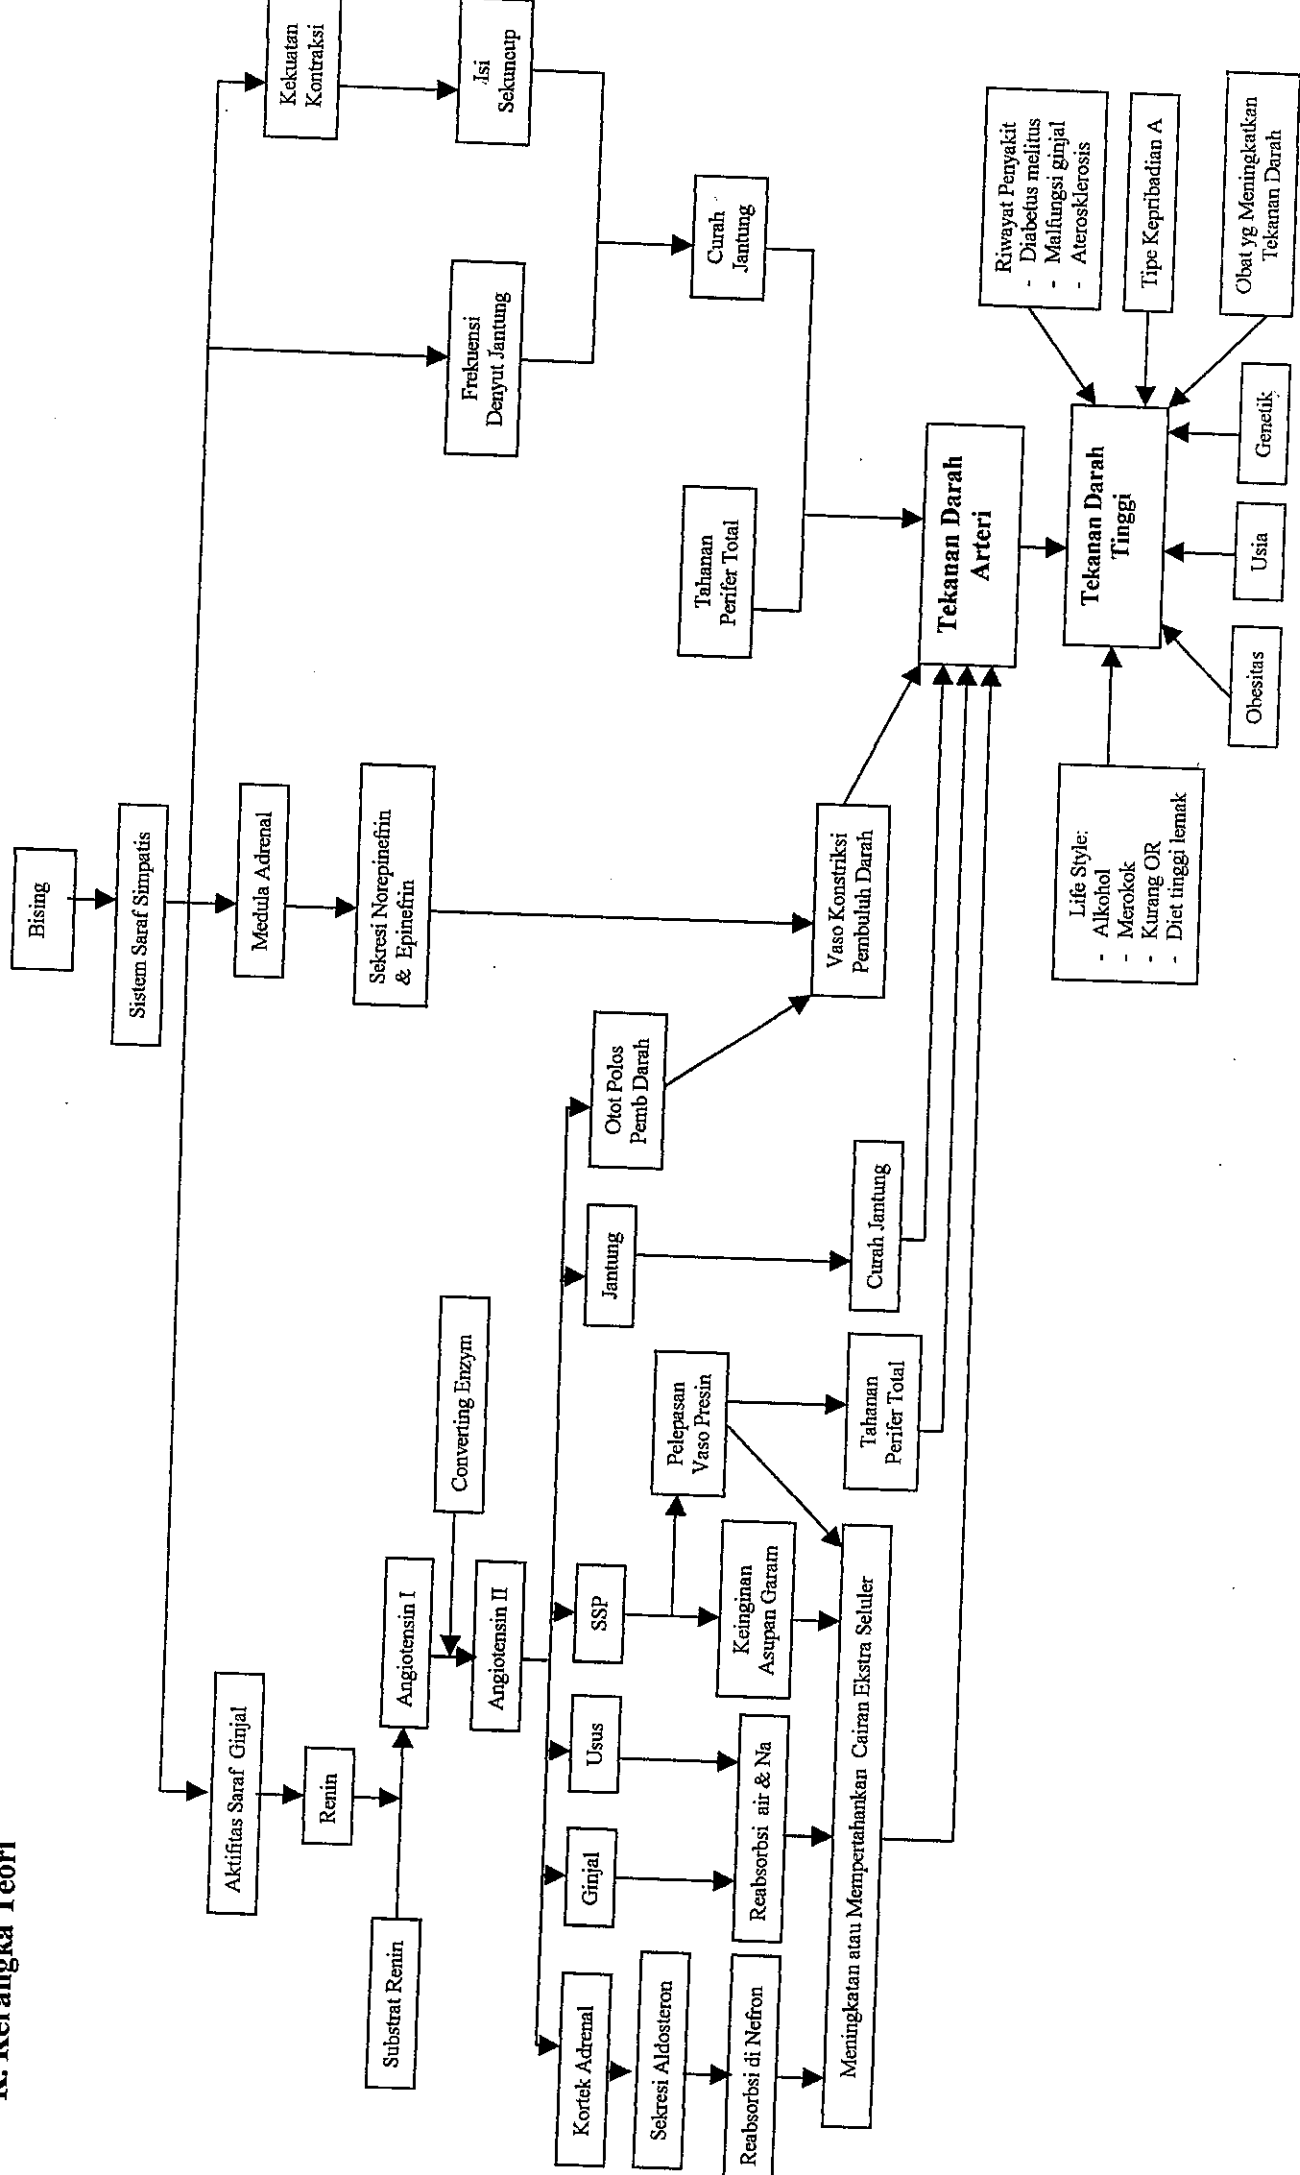 K. Kerangka Teori
Bising
Sistem Saraf Simpatis
Aktifitas Saraf Ginjal
Medula Adrenal
Kekuatan
Kontraksi
Renin
Sekresi Norepinefrin
& Epinefrin
Frekuensi
Denyut Jantung
Isi
Sekuncup
Substrat Renin
Angiotensin I
Converting Enzym
Angiotensin II
Kortek Adrenal
Ginjal
Usus
SSP
Jantung
Otot Polos
Pemb Darah
Sekresi Aldosteron
Pelepasan
Vaso Presin
Tahanan
Perifer Total
Curah
Jantung
Reabsorbsi di Nefron
Reabsorbsi air & Na
Keinginan
Asupan Garam
Meningkatan atau Mempertahankan Cairan Ekstra Seluler
Tahanan
Perifer Total
Curah Jantung
Vaso Konstriksi
Pembuluh Darah
Tekanan Darah
Arteri
Life Style:
- Alkohol
- Merokok
- Kurang OR
- Diet tinggi lemak
Tekanan Darah
Tinggi
Riwayat Penyakit
- Diabetus melitus
- Malfungsi ginjal
- Aterosklerosis
Tipe Kepribadian A
Obesitas
Usia
Genetik
Obat yg Meningkatkan
Tekanan Darah